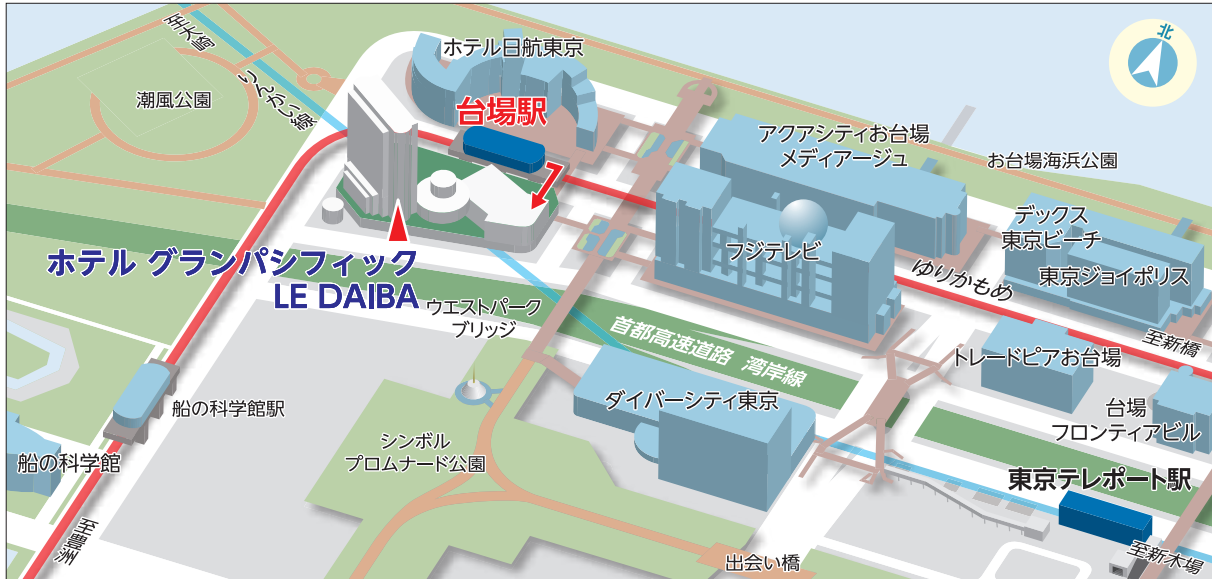 至大崎
りんかい線
潮風公園
ホテル日航東京
北
台場駅
アクアシティお台場
メディアージュ
お台場海浜公園
デックス
東京ビーチ
東京ジョイポリス
フジテレビ
ゆりかもめ
ホテル グランパシフィック
LE DAIBA
ウエストパーク
ブリッジ
首都高速道路 湾岸線
至新橋
トレードピアお台場
ダイバーシティ東京
台場
フロンティアビル
船の科学館駅
シンボル
プロムナード公園
船の科学館
東京テレポート駅
至豊洲
出会い橋
至新木場